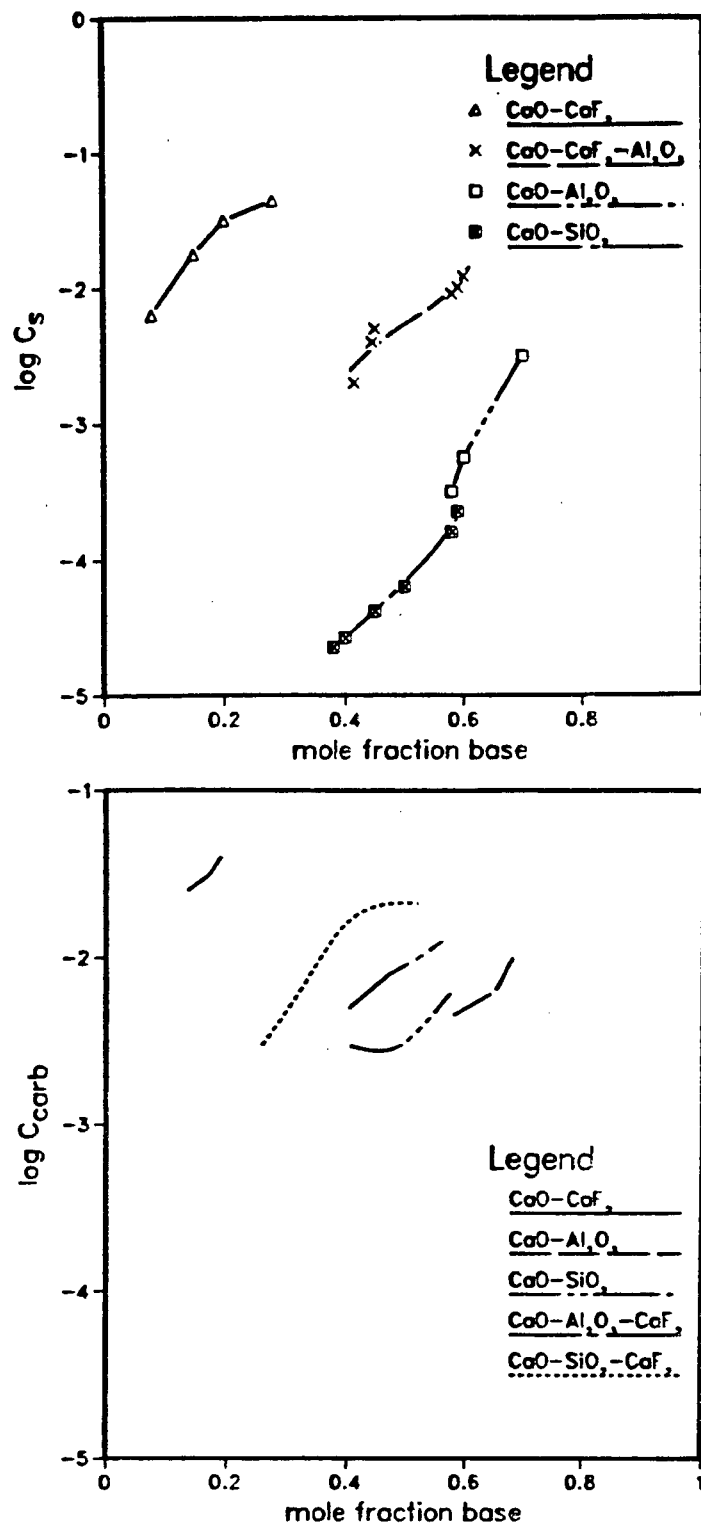 0
-1
-2
-3
-4
-5
log Cₛ
Legend
CaO-CaF₂
CaO-CaF₂-Al₂O₃
CaO-Al₂O₃
CaO-SiO₂
0 0.2 0.4 0.6 0.8 1
mole fraction base
-1
-2
-3
-4
-5
log Ccarb
Legend
CaO-CaF₂
CaO-Al₂O₃
CaO-SiO₂
CaO-Al₂O₃-CaF₂
CaO-SiO₂-CaF₂
0 0.2 0.4 0.6 0.8 1
mole fraction base